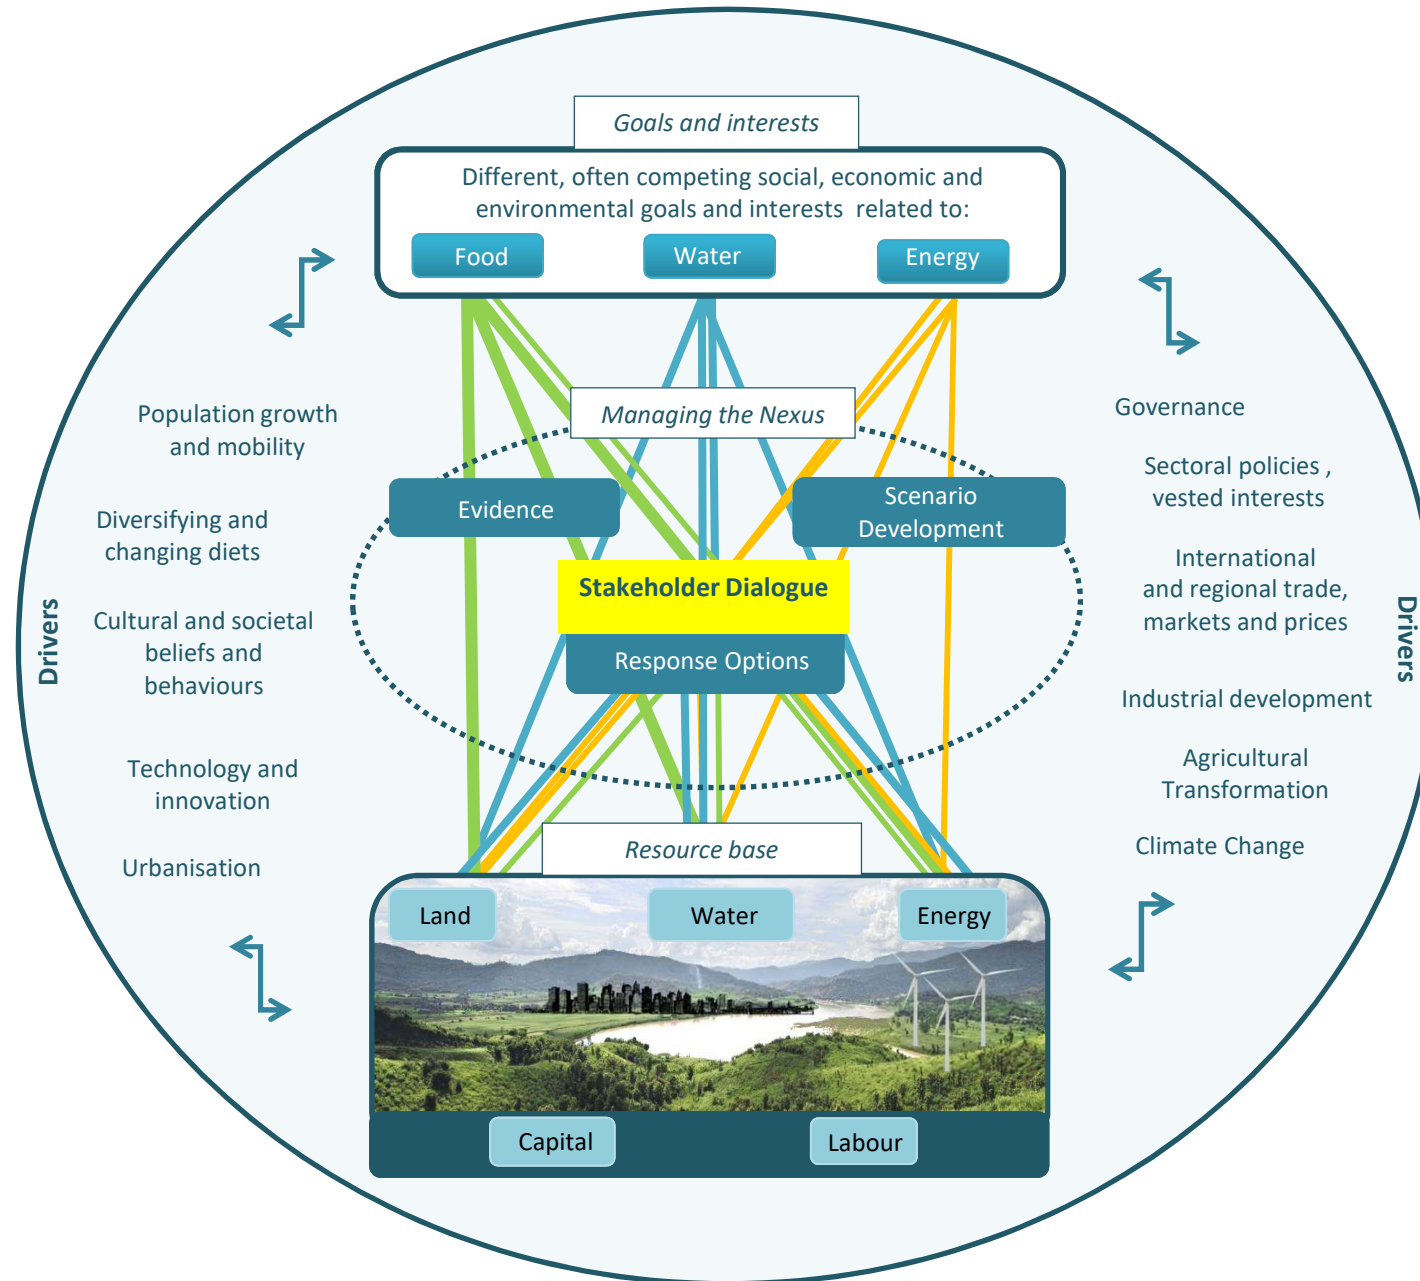 Goals and interests
Different, often competing social, economic and
environmental goals and interests related to:
Food
Water
Energy
Managing the Nexus
Evidence
Scenario
Development
Stakeholder Dialogue
Response Options
Drivers
Population growth
and mobility
Diversifying and
changing diets
Cultural and societal
beliefs and
behaviours
Technology and
innovation
Urbanisation
Governance
Sectoral policies ,
vested interests
International
and regional trade,
markets and prices
Industrial development
Agricultural
Transformation
Climate Change
Drivers
Resource base
Land
Water
Energy
Capital
Labour